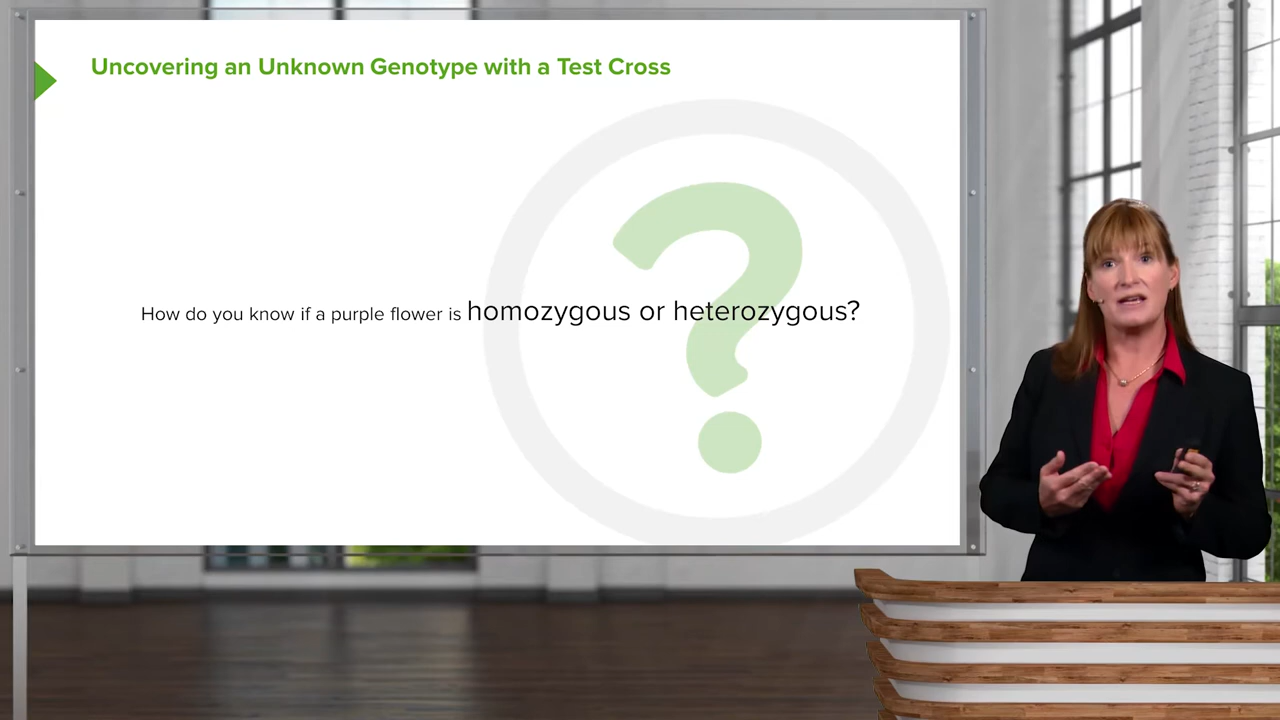 Uncovering an Unknown Genotype with a Test Cross
How do you know if a purple flower is homozygous or heterozygous?